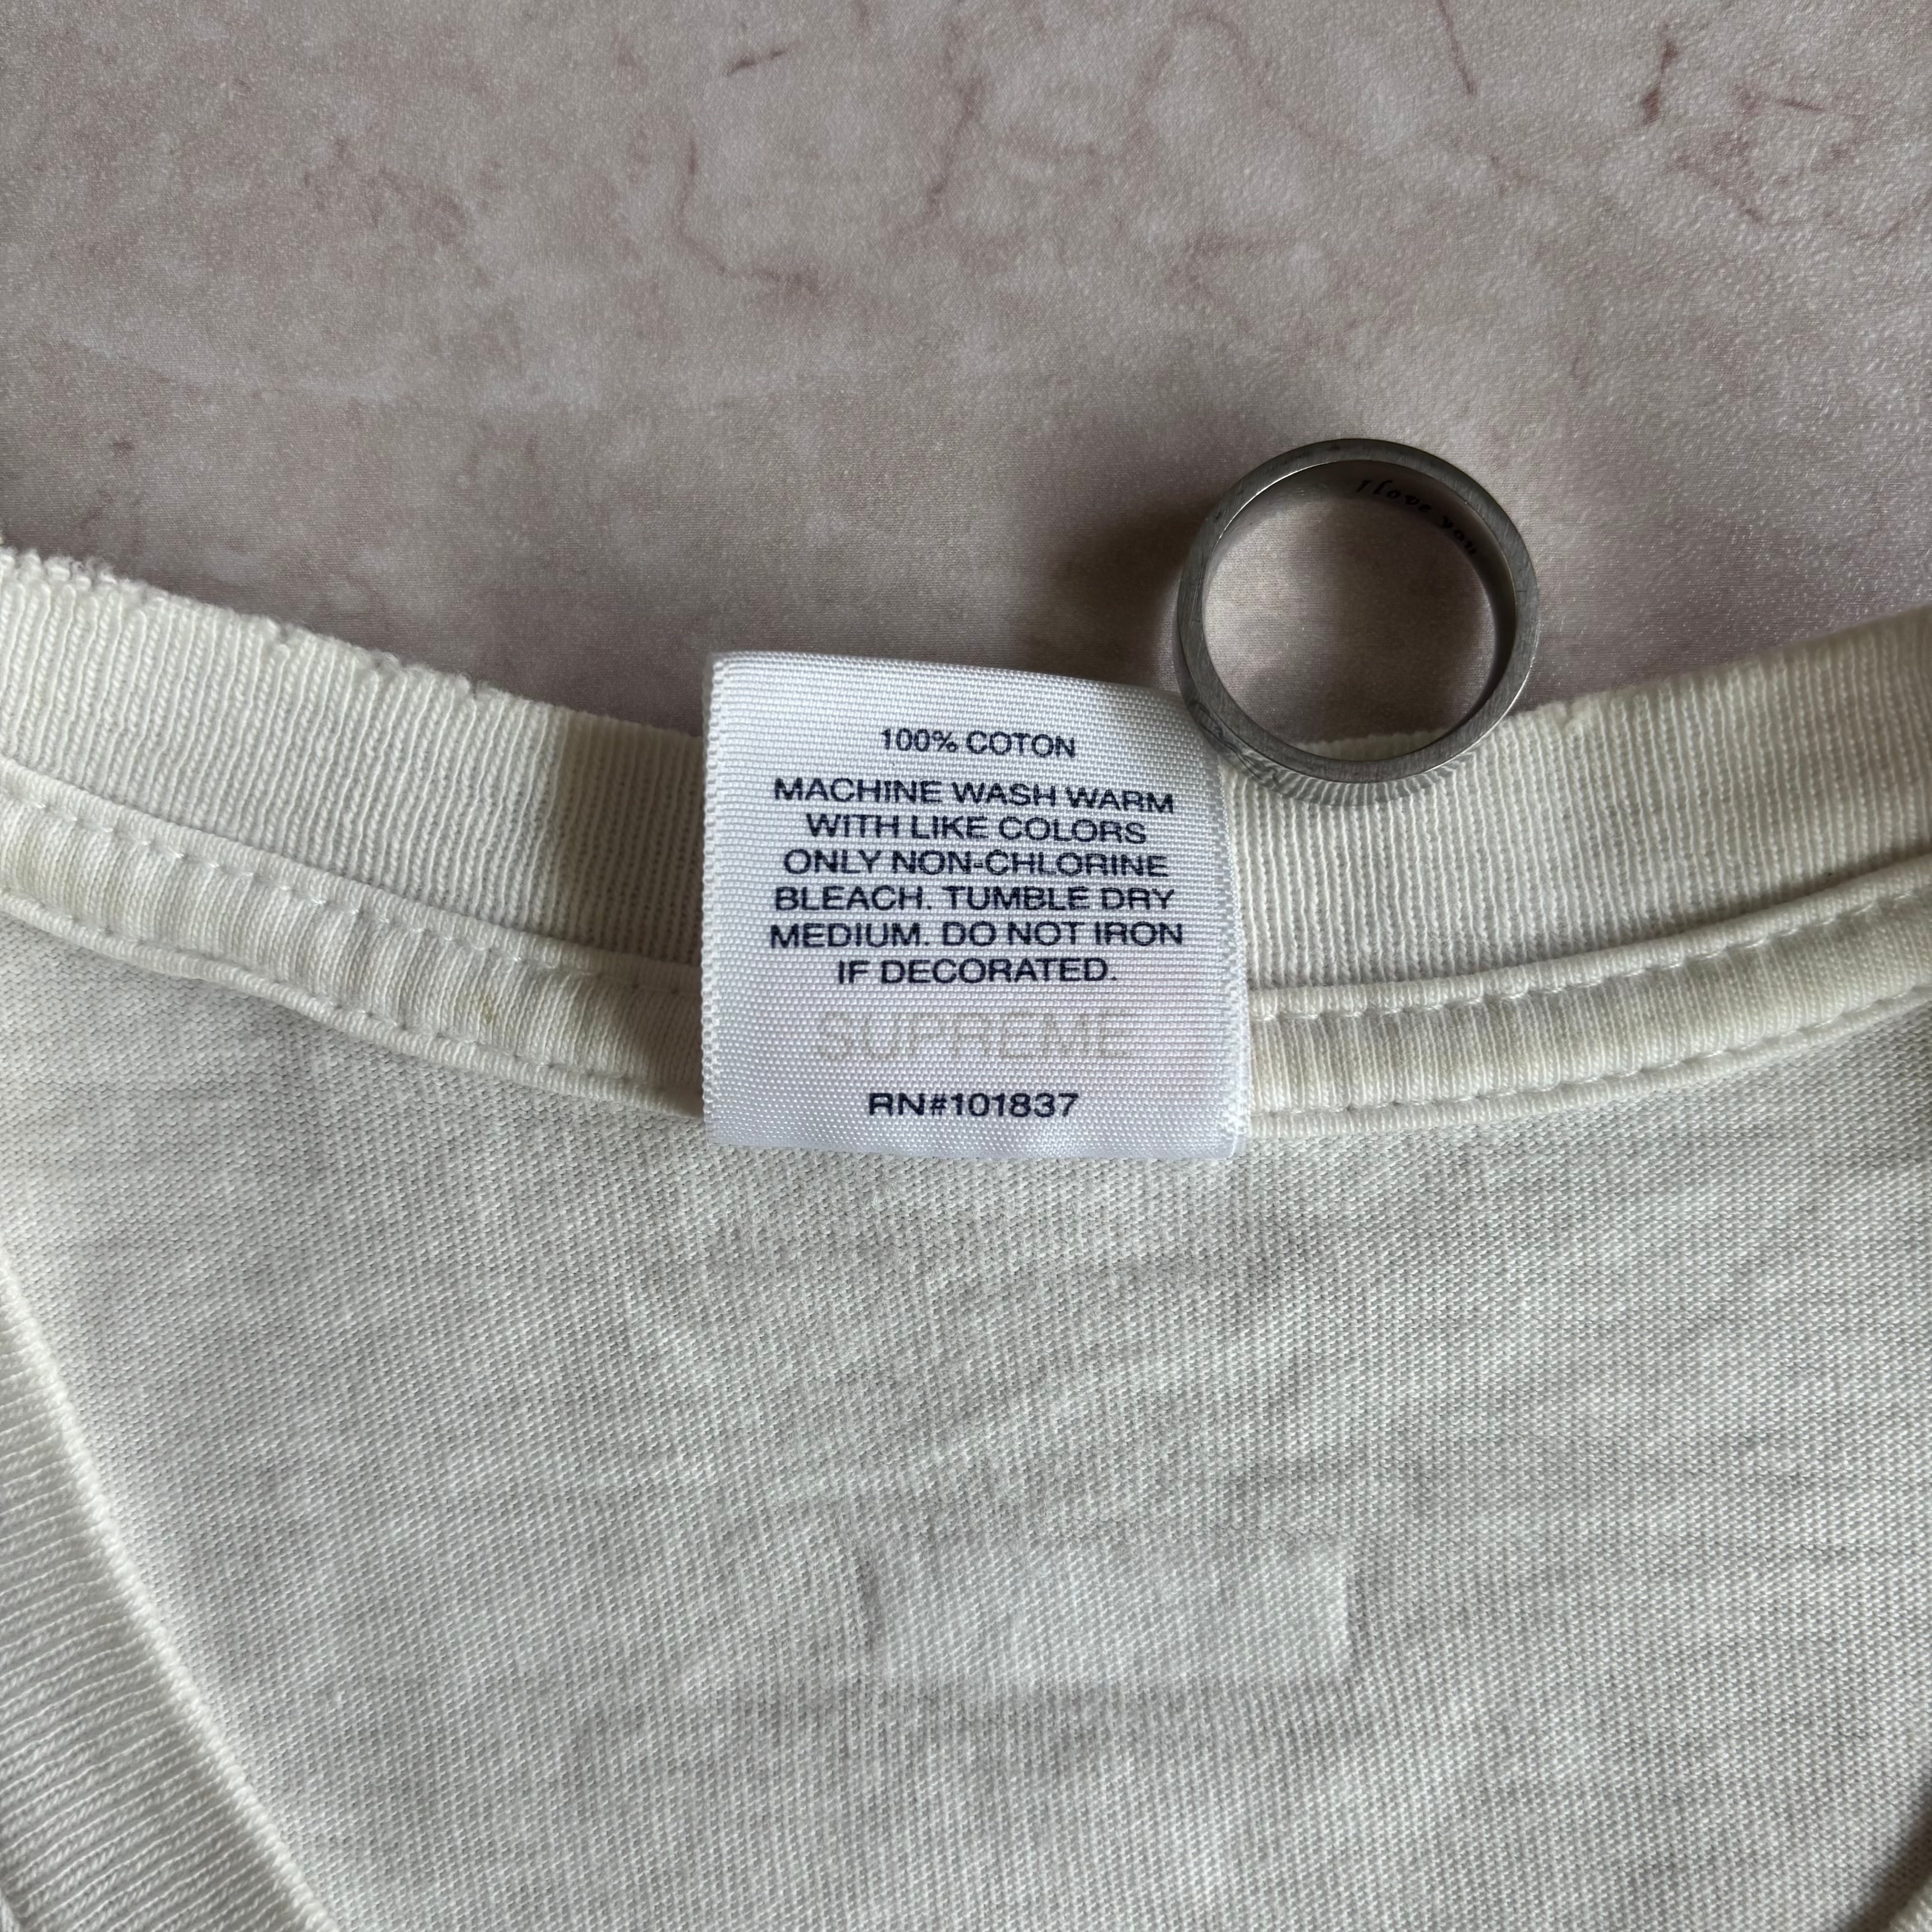 I love you
100% COTON
MACHINE WASH WARM
WITH LIKE COLORS
ONLY NON-CHLORINE
BLEACH. TUMBLE DRY
MEDIUM. DO NOT IRON
IF DECORATED.
SUPREME
RN#101837